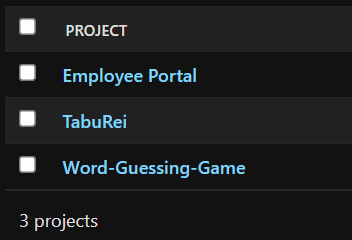 PROJECT
Employee Portal
TabuRei
Word-Guessing-Game
3 projects